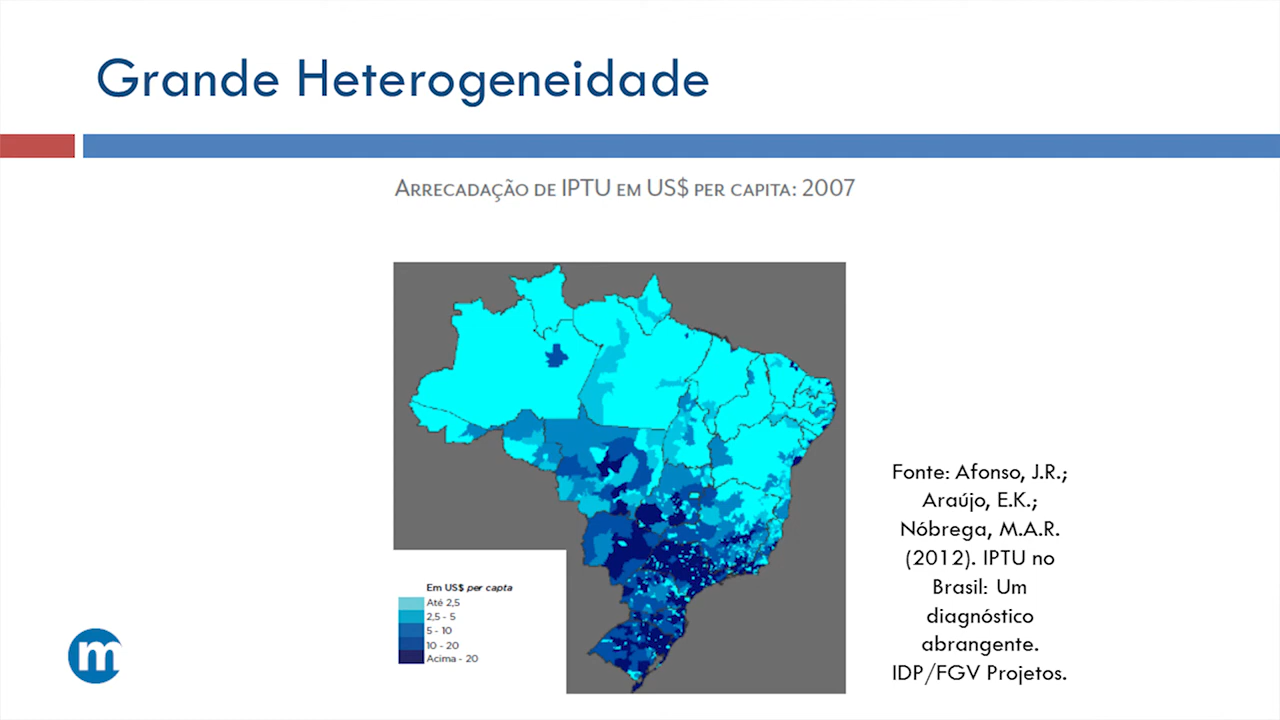 Grande Heterogeneidade
ARRECADAÇÃO DE IPTU EM US$ PER CAPITA: 2007
Em US$ per capta
Até 2,5
2,5 - 5
5 - 10
10 - 20
Acima - 20
Fonte: Afonso, J.R.;
Araújo, E.K.;
Nóbrega, M.A.R.
(2012). IPTU no
Brasil: Um
diagnóstico
abrangente.
IDP/FGV Projetos.
m